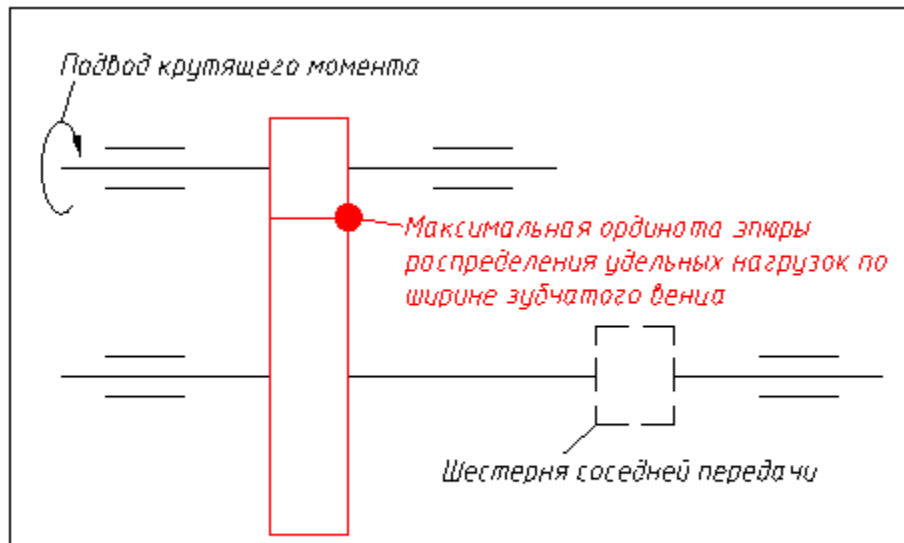 Подвод крутящего момента
Максимальная ордината эпюры
распределения удельных нагрузок по
ширине зубчатого венца
Шестерня соседней передачи